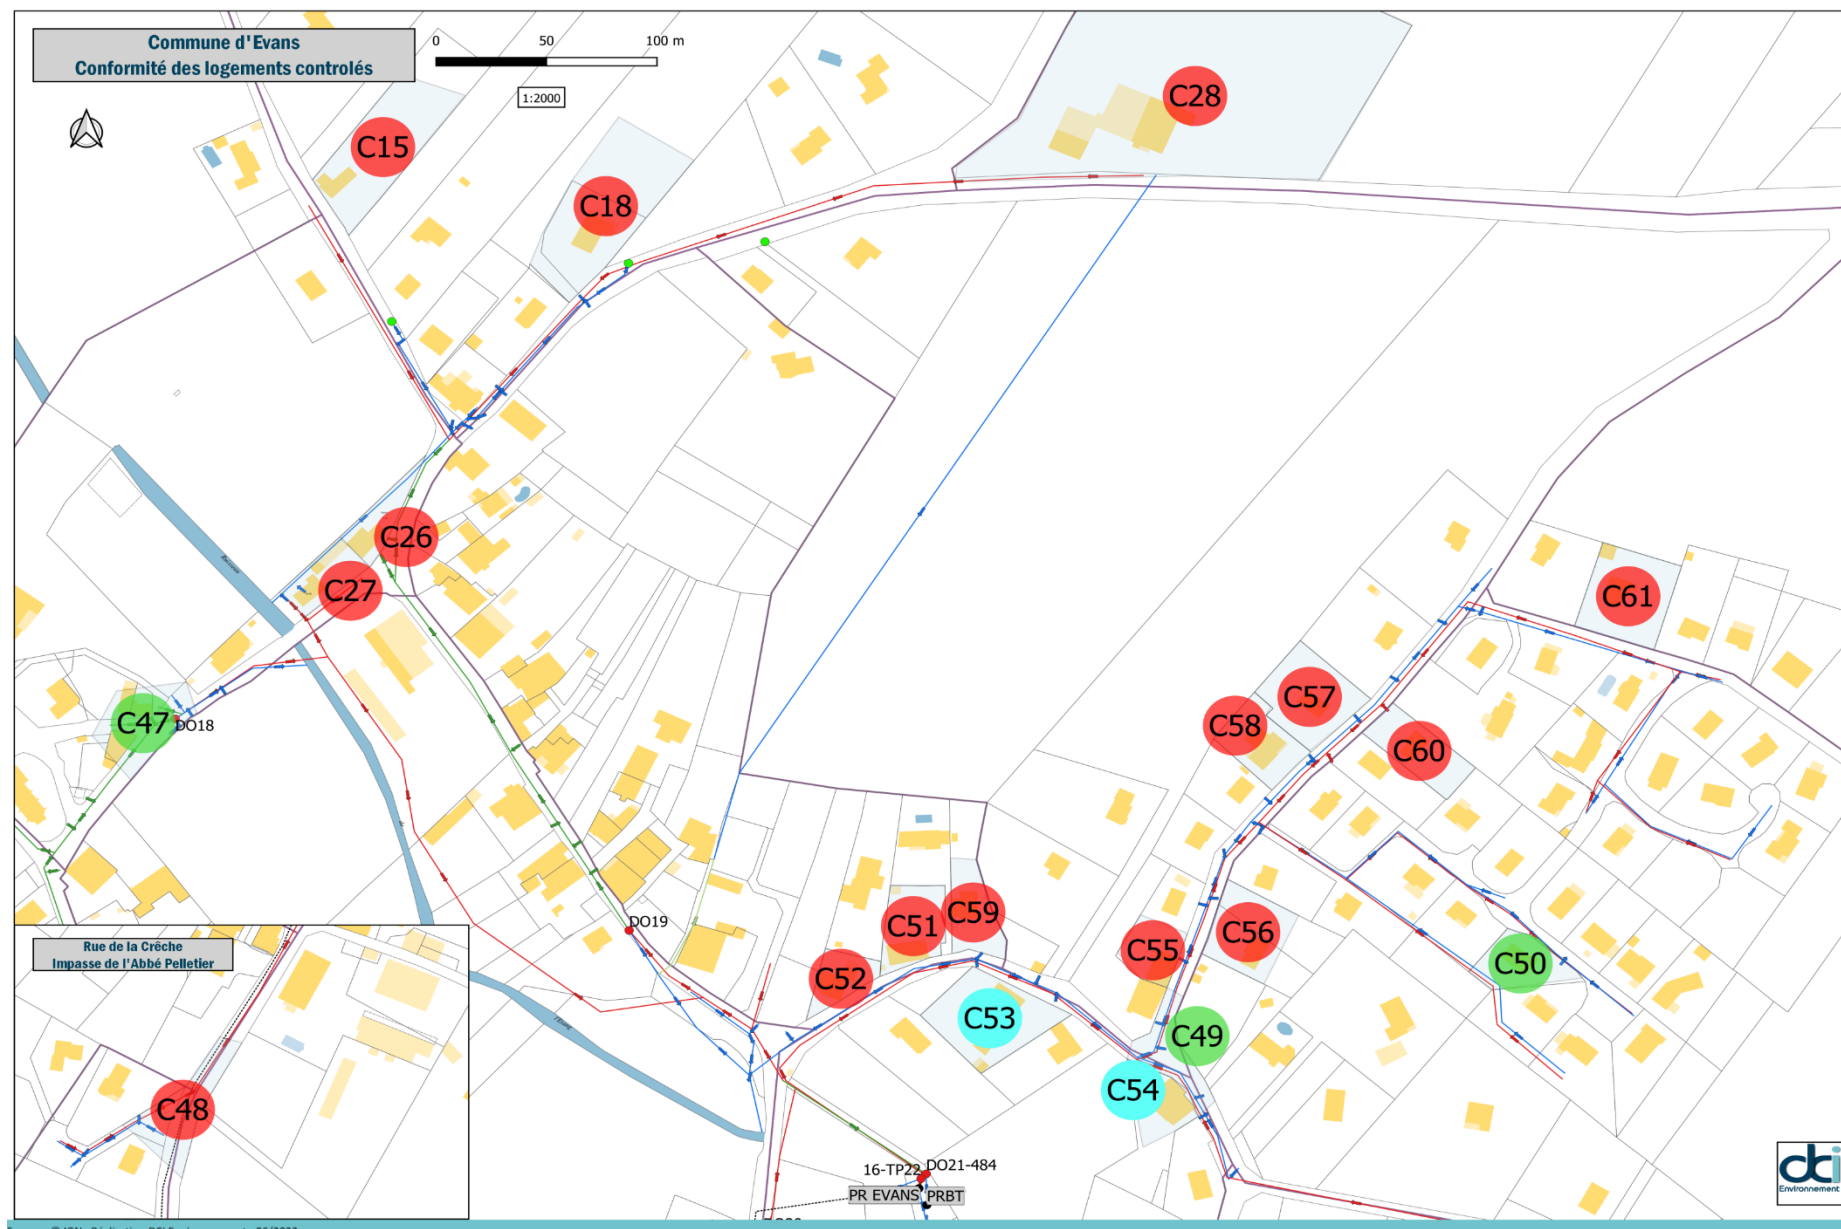 Commune d'Evans
Conformité des logements controlés
0 50 100 m
1:2000
C15
C18
C28
C26
C27
C47
DO18
C61
C57
C58
C60
DO19
C51
C59
C52
C55
C56
C50
C53
C49
C54
Rue de la Crêche
Impasse de l'Abbé Pelletier
C48
16-TP22
DO21-484
PR EVANS
PRBT
dci
Environnement